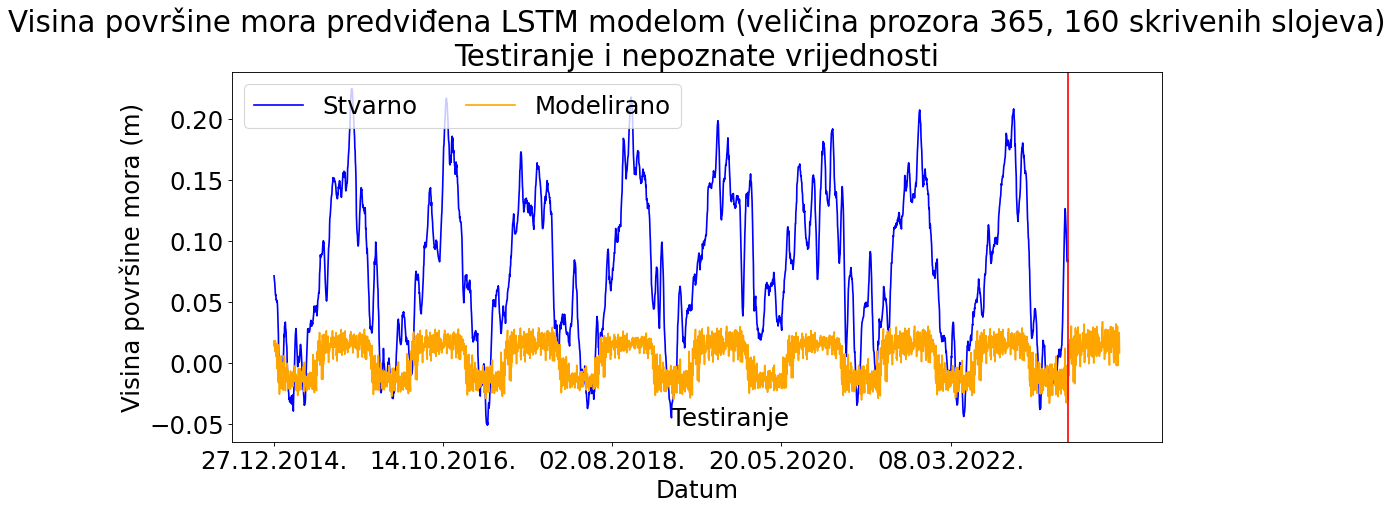 Visina površine mora predviđena LSTM modelom (veličina prozora 365, 160 skrivenih slojeva)
Testiranje i nepoznate vrijednosti
Stvarno Modelirano
Visina površine mora (m)
0.20
0.15
0.10
0.05
0.00
−0.05
Testiranje
27.12.2014. 14.10.2016. 02.08.2018. 20.05.2020. 08.03.2022.
Datum